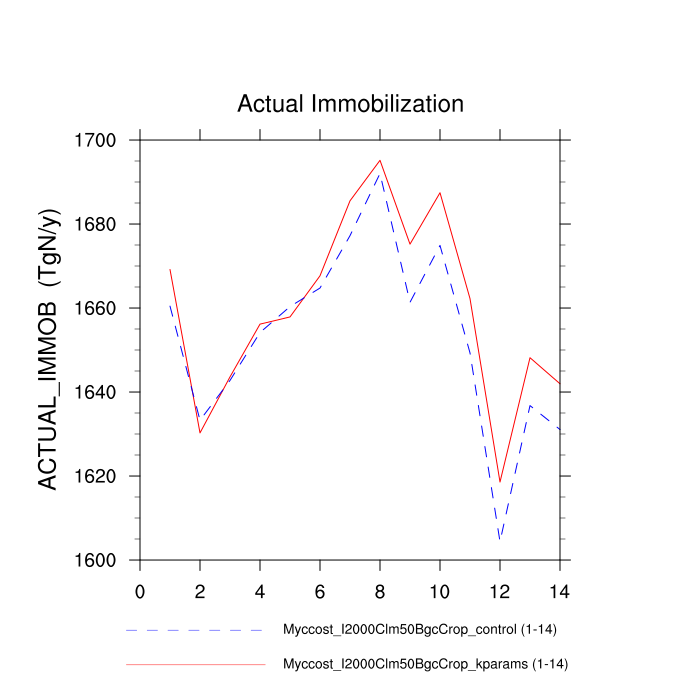 Actual Immobilization
ACTUAL_IMMOB (TgN/y)
1700
1680
1660
1640
1620
1600
0 2 4 6 8 10 12 14
Myccost_I2000Clm50BgcCrop_control (1-14)
Myccost_I2000Clm50BgcCrop_kparams (1-14)